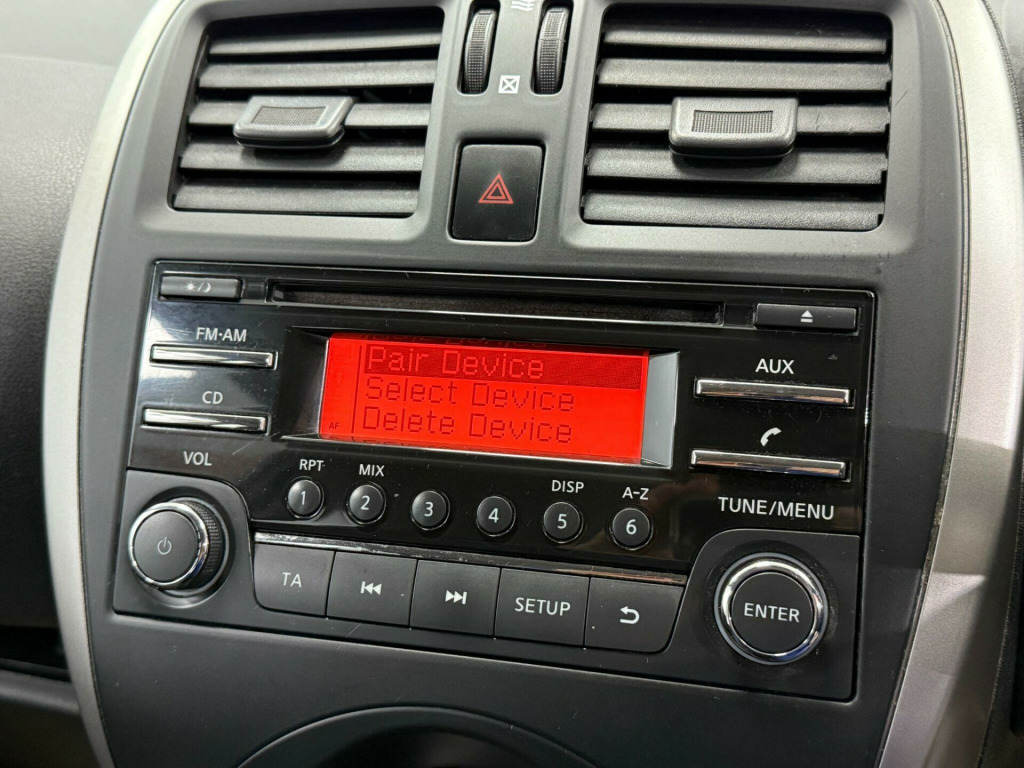 FM·AM
CD
VOL
Pair Device
Select Device
Delete Device
AF
AUX
TUNE/MENU
RPT
MIX
DISP
A-Z
1
2
3
4
5
6
TA
SETUP
ENTER